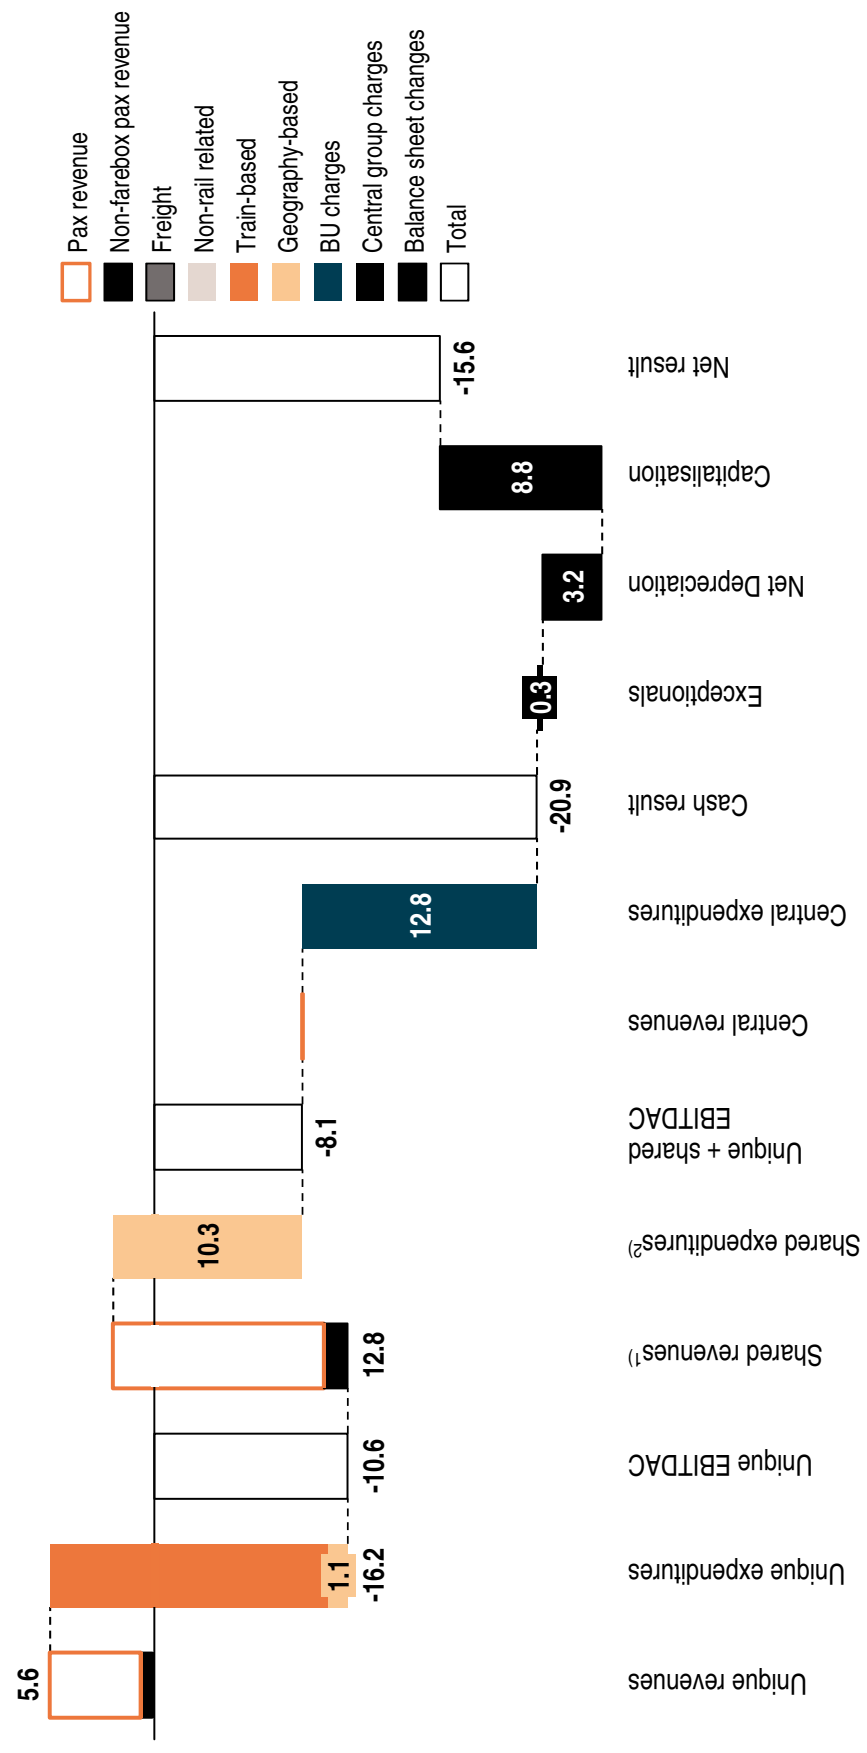 Pax revenue
Non-farebox pax revenue
Freight
Non-rail related
Train-based
Geography-based
BU charges
Central group charges
Balance sheet changes
Total
5.6
1.1
-16.2
-10.6
12.8
10.3
-8.1
12.8
-20.9
0.3
3.2
8.8
-15.6
Unique revenues
Unique expenditures
Unique EBITDAC
Shared revenues1)
Shared expenditures2)
Unique + shared
EBITDAC
Central revenues
Central expenditures
Cash result
Exceptionals
Net Depreciation
Capitalisation
Net result